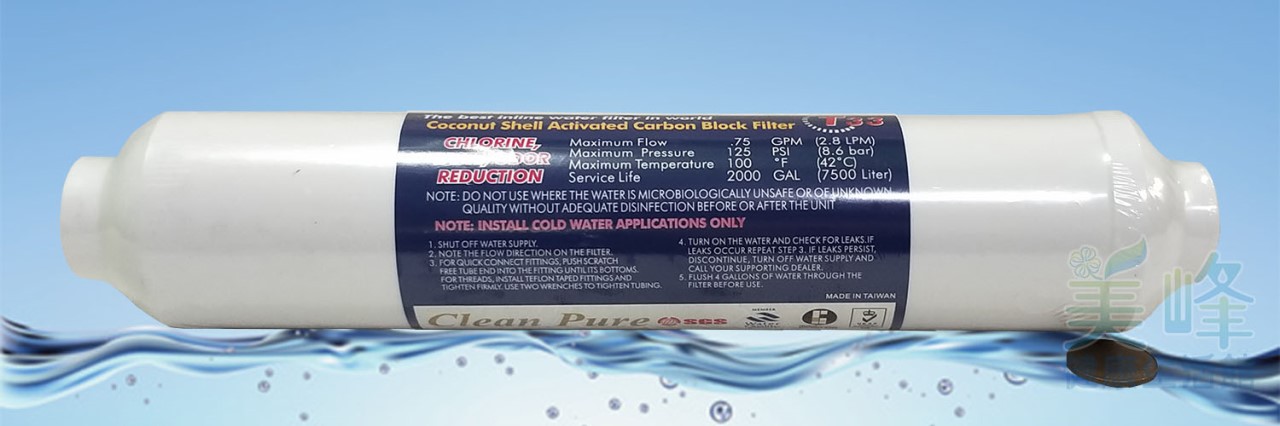 The best inline water filter in world
Coconut Shell Activated Carbon Block Filter
T33
CHLORINE,
ODOR
REDUCTION
Maximum Flow .75 GPM (2.8 LPM)
Maximum Pressure 125 PSI (8.6 bar)
Maximum Temperature 100 °F (42°C)
Service Life 2000 GAL (7500 Liter)
NOTE: DO NOT USE WHERE THE WATER IS MICROBIOLOGICALLY UNSAFE OR OF UNKNOWN
QUALITY WITHOUT ADEQUATE DISINFECTION BEFORE OR AFTER THE UNIT
NOTE: INSTALL COLD WATER APPLICATIONS ONLY
1. SHUT OFF WATER SUPPLY.
2. NOTE THE FLOW DIRECTION ON THE FILTER.
3. FOR QUICK CONNECT FITTINGS, PUSH SCRATCH
FREE TUBE END INTO THE FITTING UNTIL ITS BOTTOMS.
FOR THREADS, INSTALL TEFLON TAPED FITTINGS AND
TIGHTEN FIRMLY. USE TWO WRENCHES TO TIGHTEN TUBING.
4. TURN ON THE WATER AND CHECK FOR LEAKS. IF
LEAKS OCCUR REPEAT STEP 3. IF LEAKS PERSIST,
DISCONTINUE, TURN OFF WATER SUPPLY AND
CALL YOUR SUPPORTING DEALER.
5. FLUSH 4 GALLONS OF WATER THROUGH THE
FILTER BEFORE USE.
MADE IN TAIWAN
Clean Pure
SGS
MEMBER
Water
美峰